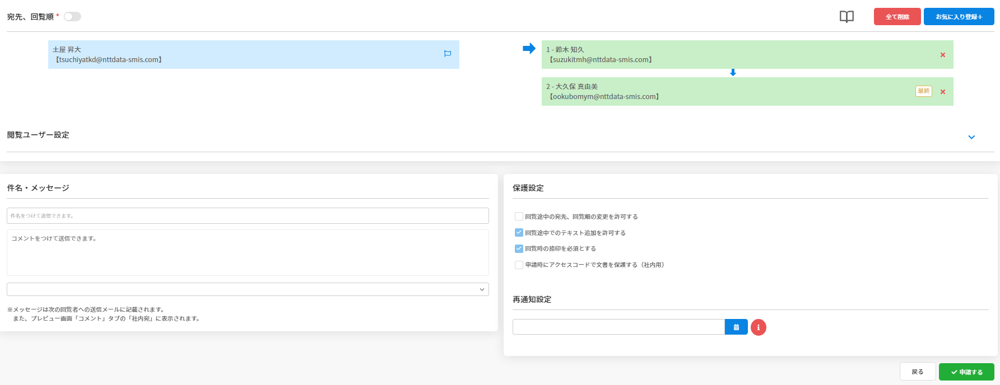 宛先、回覧順 *
全て削除
お気に入り登録＋
土屋 昇大
【tsuchiyatkd@nttdata-smis.com】
1 - 鈴木 知久
【suzukitmh@nttdata-smis.com】
2 - 大久保 真由美
【ookubomym@nttdata-smis.com】
最終
閲覧ユーザー設定
件名・メッセージ
件名をつけて送信できます。
コメントをつけて送信できます。
※メッセージは次の回覧者への送信メールに記載されます。
また、プレビュー画面「コメント」タブの「社内宛」に表示されます。
保護設定
回覧途中の宛先、回覧順の変更を許可する
回覧途中でのテキスト追加を許可する
回覧時の捺印を必須とする
申請時にアクセスコードで文書を保護する（社内用）
再通知設定
戻る
申請する